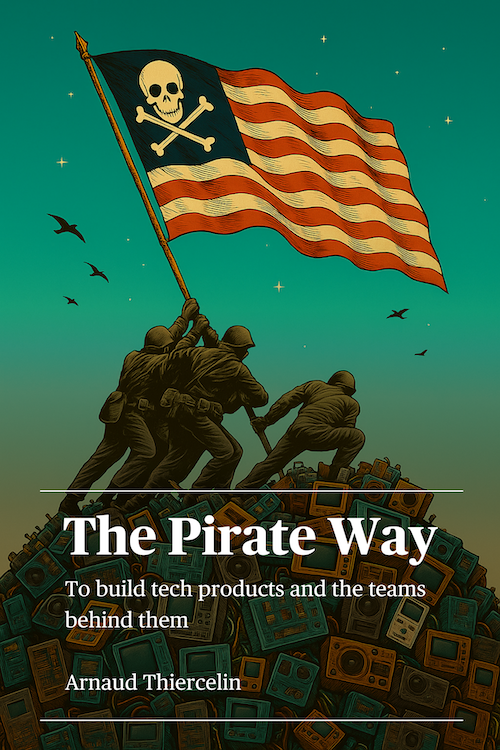 The Pirate Way
To build tech products and the teams
behind them
Arnaud Thiercelin